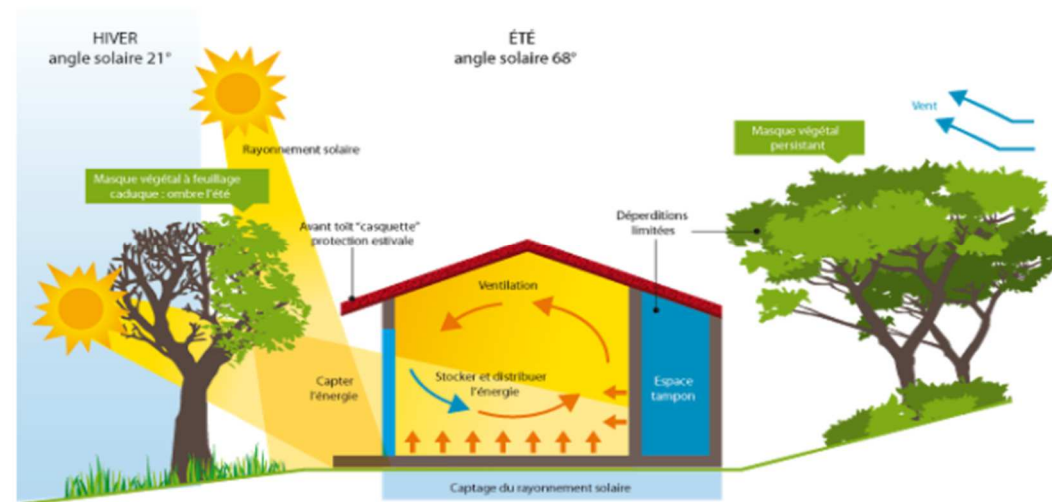 HIVER
angle solaire 21°
ÉTÉ
angle solaire 68°
Vent
Masque végétal
persistant
Rayonnement solaire
Masque végétal à feuillage
caduque : ombre l'été
Avant toît "casquette"
protection estivale
Déperditions
limitées
Ventilation
Capter
l'énergie
Stocker et distribuer
l'énergie
Espace
tampon
Captage du rayonnement solaire